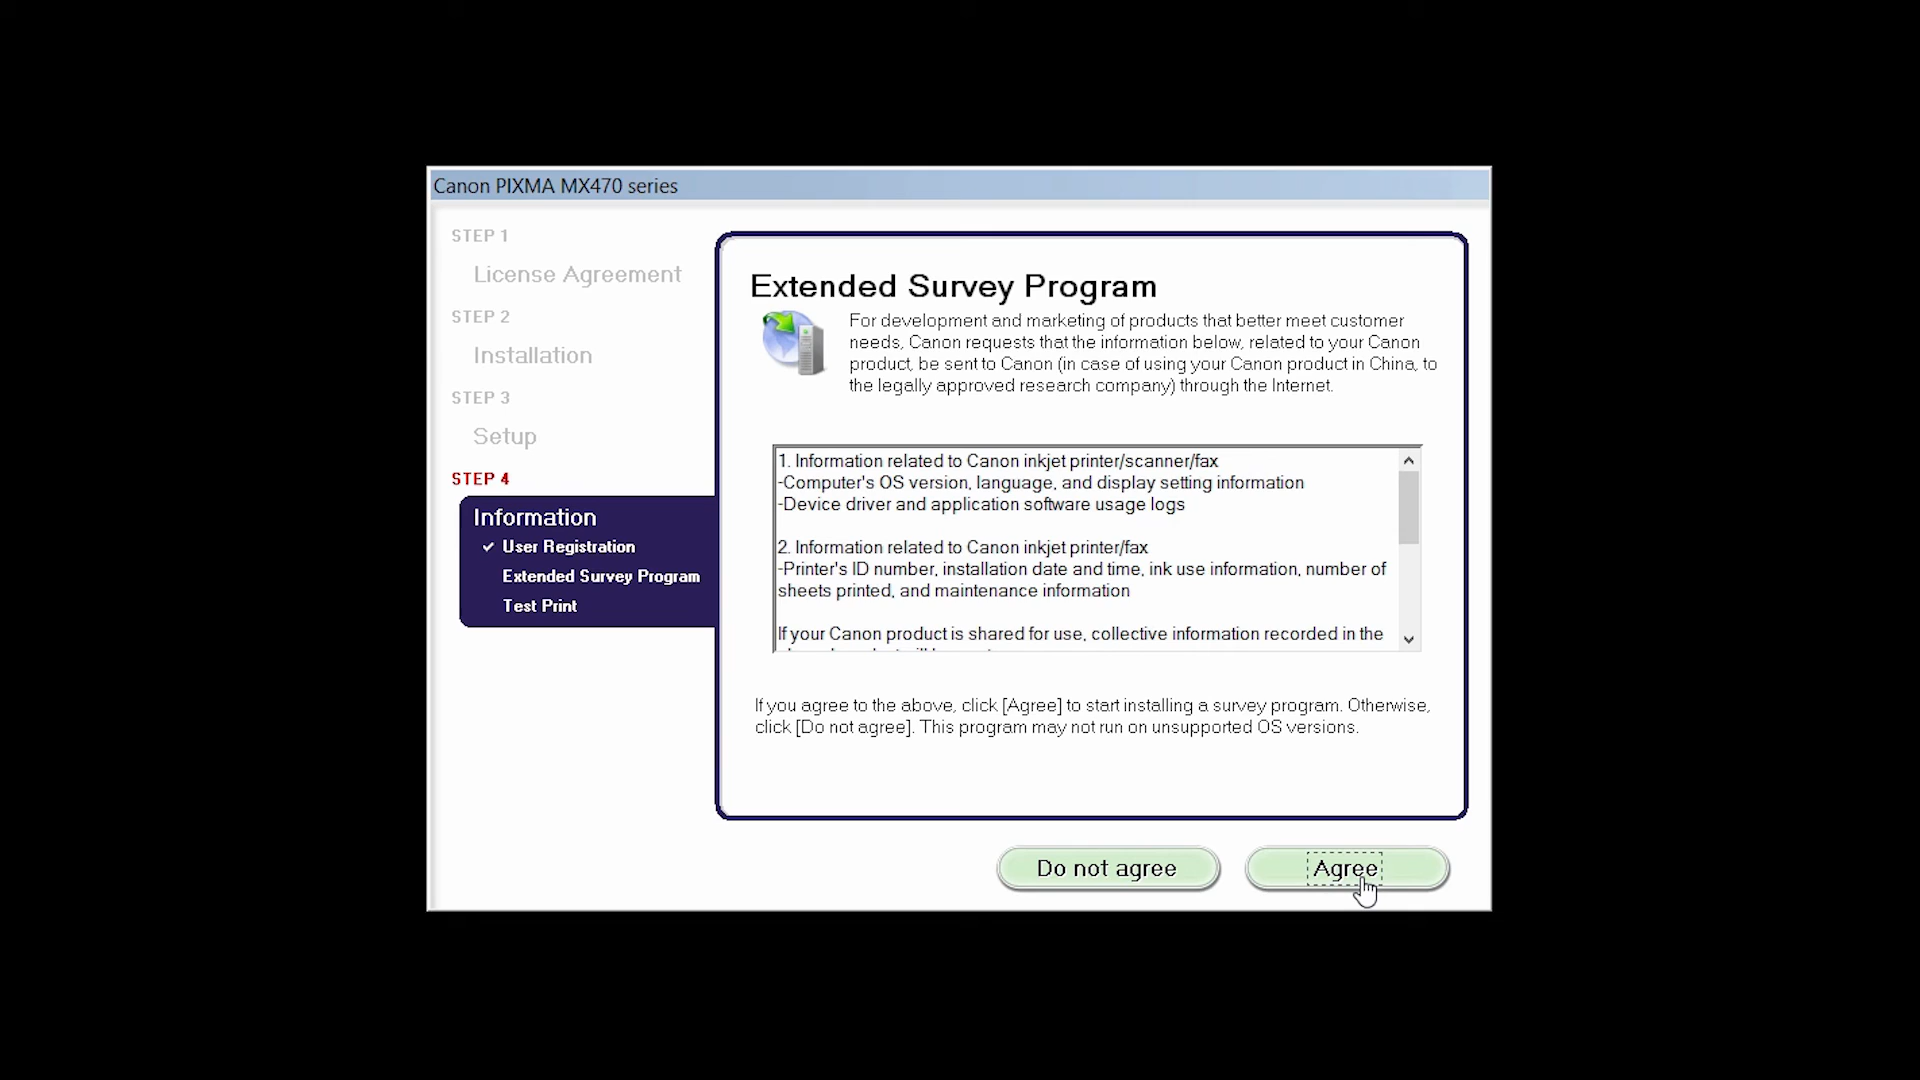 Canon PIXMA MX470 series
STEP 1
License Agreement
STEP 2
Installation
STEP 3
Setup
STEP 4
Information
User Registration
Extended Survey Program
Test Print
Extended Survey Program
For development and marketing of products that better meet customer
needs, Canon requests that the information below, related to your Canon
product, be sent to Canon (in case of using your Canon product in China, to
the legally approved research company) through the Internet.
1. Information related to Canon inkjet printer/scanner/fax
-Computer's OS version, language, and display setting information
-Device driver and application software usage logs
2. Information related to Canon inkjet printer/fax
-Printer's ID number, installation date and time, ink use information, number of
sheets printed, and maintenance information
If your Canon product is shared for use, collective information recorded in the
If you agree to the above, click [Agree] to start installing a survey program. Otherwise,
click [Do not agree]. This program may not run on unsupported OS versions.
Do not agree
Agree